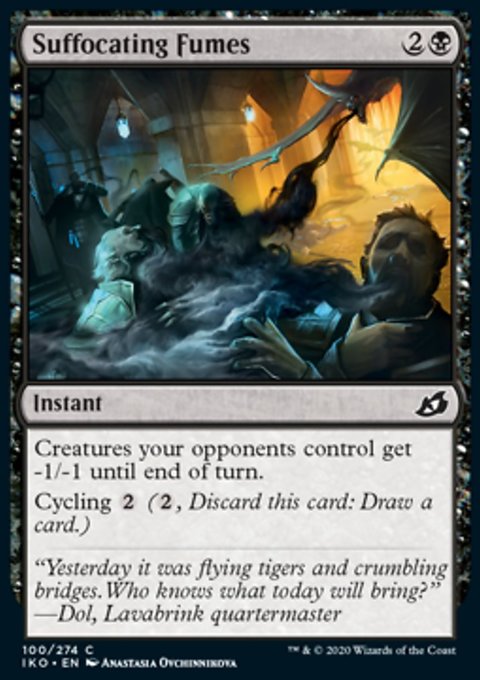 Suffocating Fumes 2
Instant
Creatures your opponents control get
-1/-1 until end of turn.
Cycling 2 (2, Discard this card: Draw a
card.)
“Yesterday it was flying tigers and crumbling
bridges. Who knows what today will bring?”
—Dol, Lavabrink quartermaster
100/274 C
IKO • EN Anastasia Ovchinnikova
™ & © 2020 Wizards of the Coast